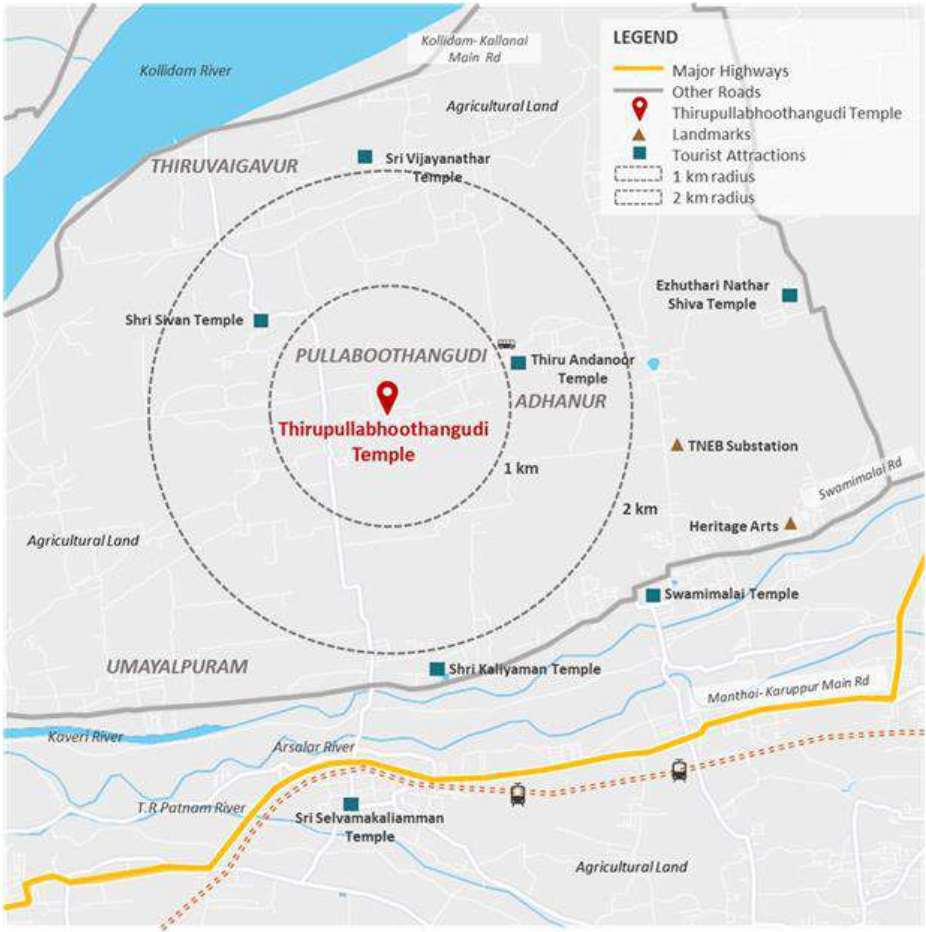 Kollidam River
Kollidam- Kallanai
Main Rd
Agricultural Land
LEGEND
Major Highways
Other Roads
Thirupullabhoothangudi Temple
Landmarks
Tourist Attractions
1 km radius
2 km radius
THIRUVAIGAVUR
Sri Vijayanathar
Temple
Ezhuthari Nathar
Shiva Temple
Shri Sivan Temple
PULLABOOTHANGUDI
Thiru Andanoor
Temple
ADHANUR
Thirupullabhoothangudi
Temple
1 km
TNEB Substation
Swamimalai Rd
2 km
Heritage Arts
Agricultural Land
Swamimalai Temple
UMAYALPURAM
Shri Kaliyaman Temple
Manthai- Karuppur Main Rd
Kaveri River
Arsalar River
T.R Patnam River
Sri Selvamakaliamman
Temple
Agricultural Land